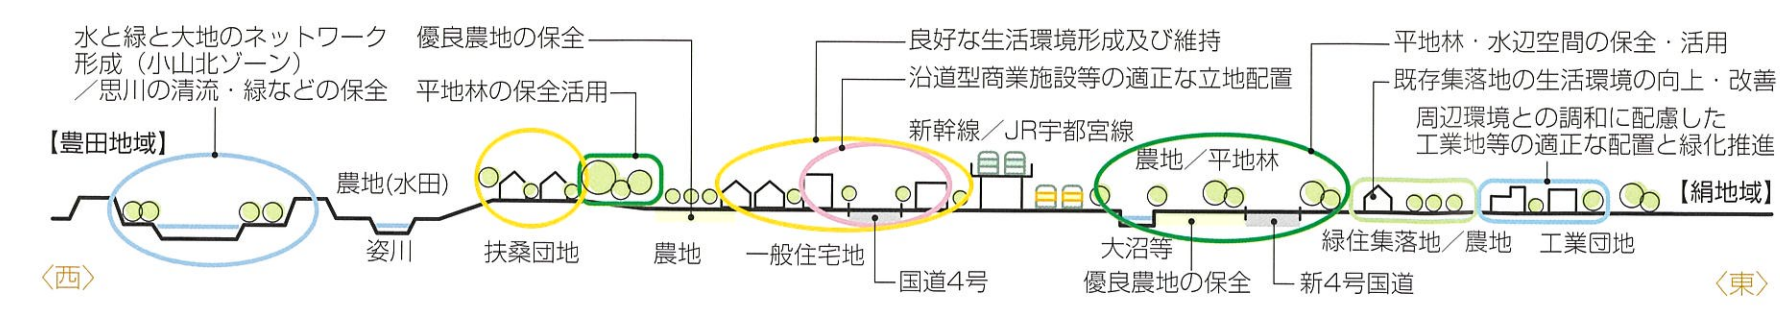 水と緑と大地のネットワーク
形成（小山北ゾーン）
／思川の清流・緑などの保全
優良農地の保全
平地林の保全活用
良好な生活環境形成及び維持
沿道型商業施設等の適正な立地配置
新幹線／JR宇都宮線
平地林・水辺空間の保全・活用
既存集落地の生活環境の向上・改善
周辺環境との調和に配慮した
工業地等の適正な配置と緑化推進
【豊田地域】
農地(水田)
農地／平地林
【絹地域】
姿川
扶桑団地
農地
一般住宅地
大沼等
緑住集落地／農地
工業団地
〈西〉
国道4号
優良農地の保全
新4号国道
〈東〉